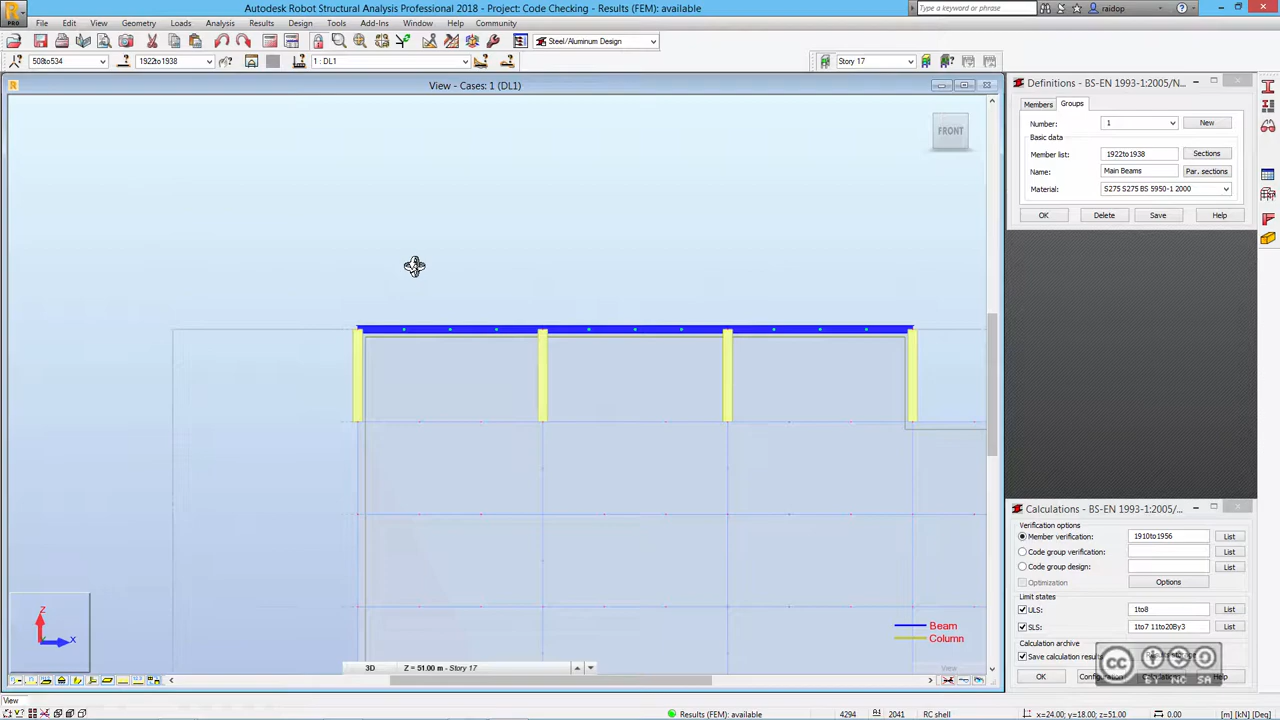 Autodesk Robot Structural Analysis Professional 2018 - Project: Code Checking - Results (FEM): available
Type a keyword or phrase
raidop
PRO
File Edit View Geometry Loads Analysis Results Design Tools Add-Ins Window Help Community
Steel/Aluminum Design
508to534
1922to1938
1 : DL1
Story 17
View - Cases: 1 (DL1)
FRONT
Definitions - BS-EN 1993-1:2005/N...
Members Groups
Number: 1 New
Basic data
Member list: 1922to1938 Sections
Name: Main Beams Par. sections
Material: S275 S275 BS 5950-1 2000
OK Delete Save Help
Calculations - BS-EN 1993-1:2005/...
Verification options
Member verification: 1910to1956 List
Code group verification: List
Code group design: List
Optimization Options
Limit states
ULS: 1to8 List
SLS: 1to7 11to20By3 List
Calculation archive
Save calculation results
OK
Help
CC BY NC SA
Beam
Column
View
Z
X
3D Z = 51.00 m - Story 17
View
Results (FEM): available
4294 2041 RC shell x=24.00; y=18.00; z=51.00 0.00 [m] [kN] [Deg]